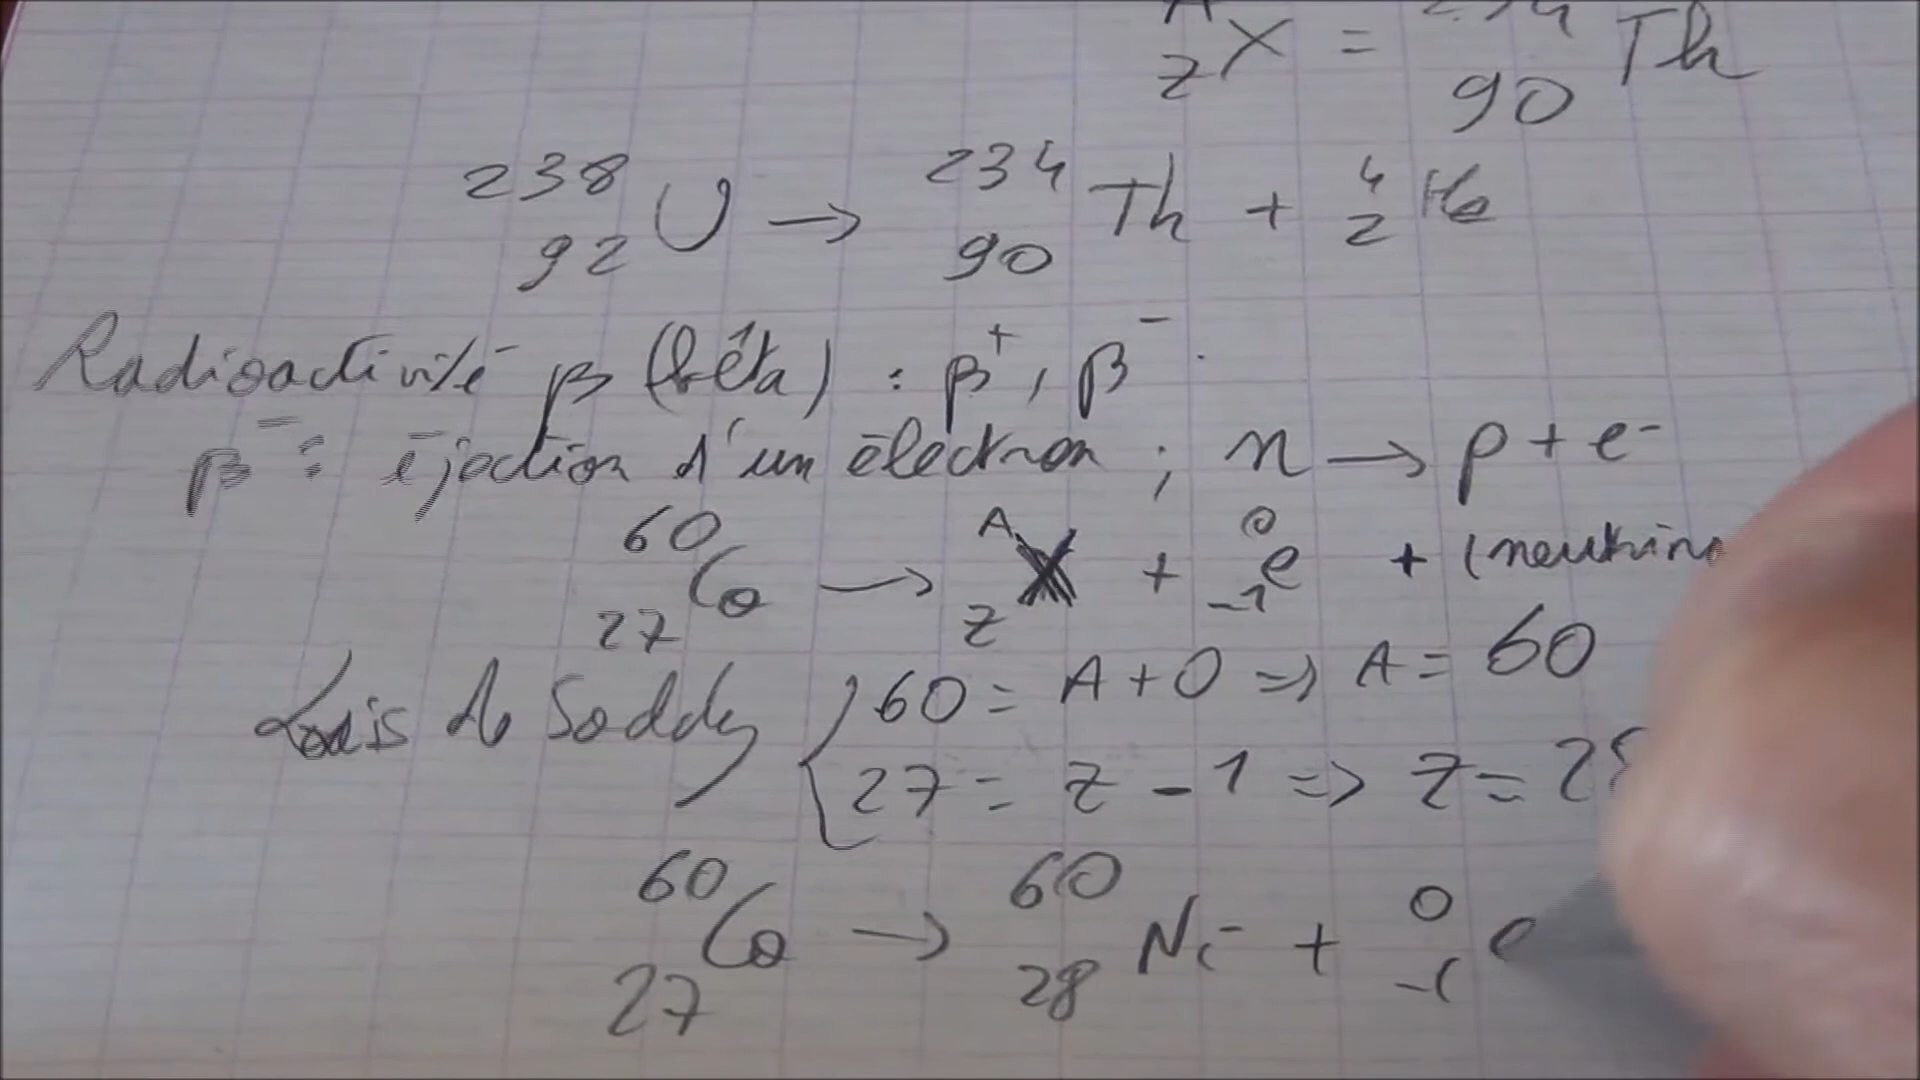 A/Z X = 234/90 Th
238/92 U → 234/90 Th + 4/2 He
Radioactivité β (bêta) : β⁺, β⁻.
β⁻ : éjection d'un électron ; n → p + e⁻
60/27 Co → A/Z X + 0/-1 e + (neutrino
Lois de Soddy { 60 = A + 0 => A = 60
27 = Z - 1 => Z = 28
60/27 Co → 60/28 Ni + 0/-1 e